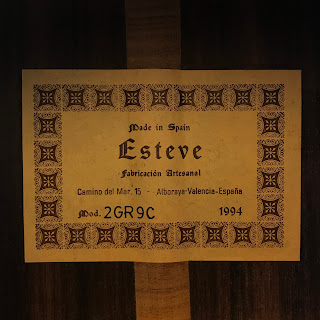 Made in Spain
Esteve
Fabricación Artesanal
Camino del Mar, 15 - Alboraya-Valencia-España
Mod. 2GR9C 1994